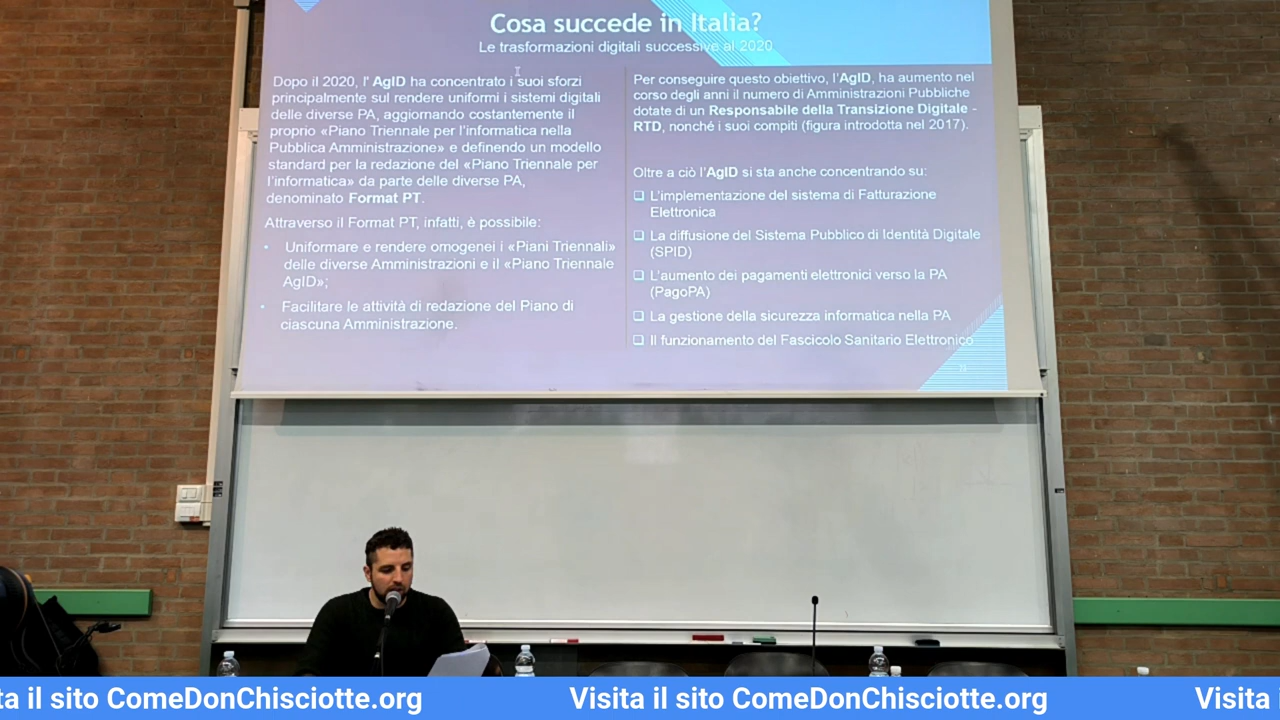 Cosa succede in Italia?
Le trasformazioni digitali successive al 2020
Dopo il 2020, l' AgID ha concentrato i suoi sforzi
principalmente sul rendere uniformi i sistemi digitali
delle diverse PA, aggiornando costantemente il
proprio «Piano Triennale per l'informatica nella
Pubblica Amministrazione» e definendo un modello
standard per la redazione del «Piano Triennale per
l'informatica» da parte delle diverse PA,
denominato Format PT.
Attraverso il Format PT, infatti, è possibile:
• Uniformare e rendere omogenei i «Piani Triennali»
delle diverse Amministrazioni e il «Piano Triennale
AgID»;
• Facilitare le attività di redazione del Piano di
ciascuna Amministrazione.
Per conseguire questo obiettivo, l'AgID, ha aumento nel
corso degli anni il numero di Amministrazioni Pubbliche
dotate di un Responsabile della Transizione Digitale -
RTD, nonché i suoi compiti (figura introdotta nel 2017).
Oltre a ciò l'AgID si sta anche concentrando su:
❑ L'implementazione del sistema di Fatturazione
Elettronica
❑ La diffusione del Sistema Pubblico di Identità Digitale
(SPID)
❑ L'aumento dei pagamenti elettronici verso la PA
(PagoPA)
❑ La gestione della sicurezza informatica nella PA
❑ Il funzionamento del Fascicolo Sanitario Elettronico
ta il sito ComeDonChisciotte.org Visita il sito ComeDonChisciotte.org Visita